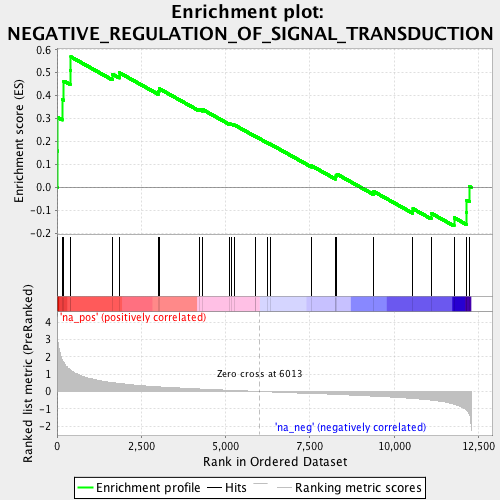 Enrichment plot:
NEGATIVE_REGULATION_OF_SIGNAL_TRANSDUCTION
Enrichment score (ES)
0.6
0.5
0.4
0.3
0.2
0.1
0.0
-0.1
-0.2
'na_pos' (positively correlated)
Ranked list metric (PreRanked)
4
3
2
1
0
-1
-2
Zero cross at 6013
'na_neg' (negatively correlated)
0 2,500 5,000 7,500 10,000 12,500
Rank in Ordered Dataset
Enrichment profile Hits Ranking metric scores